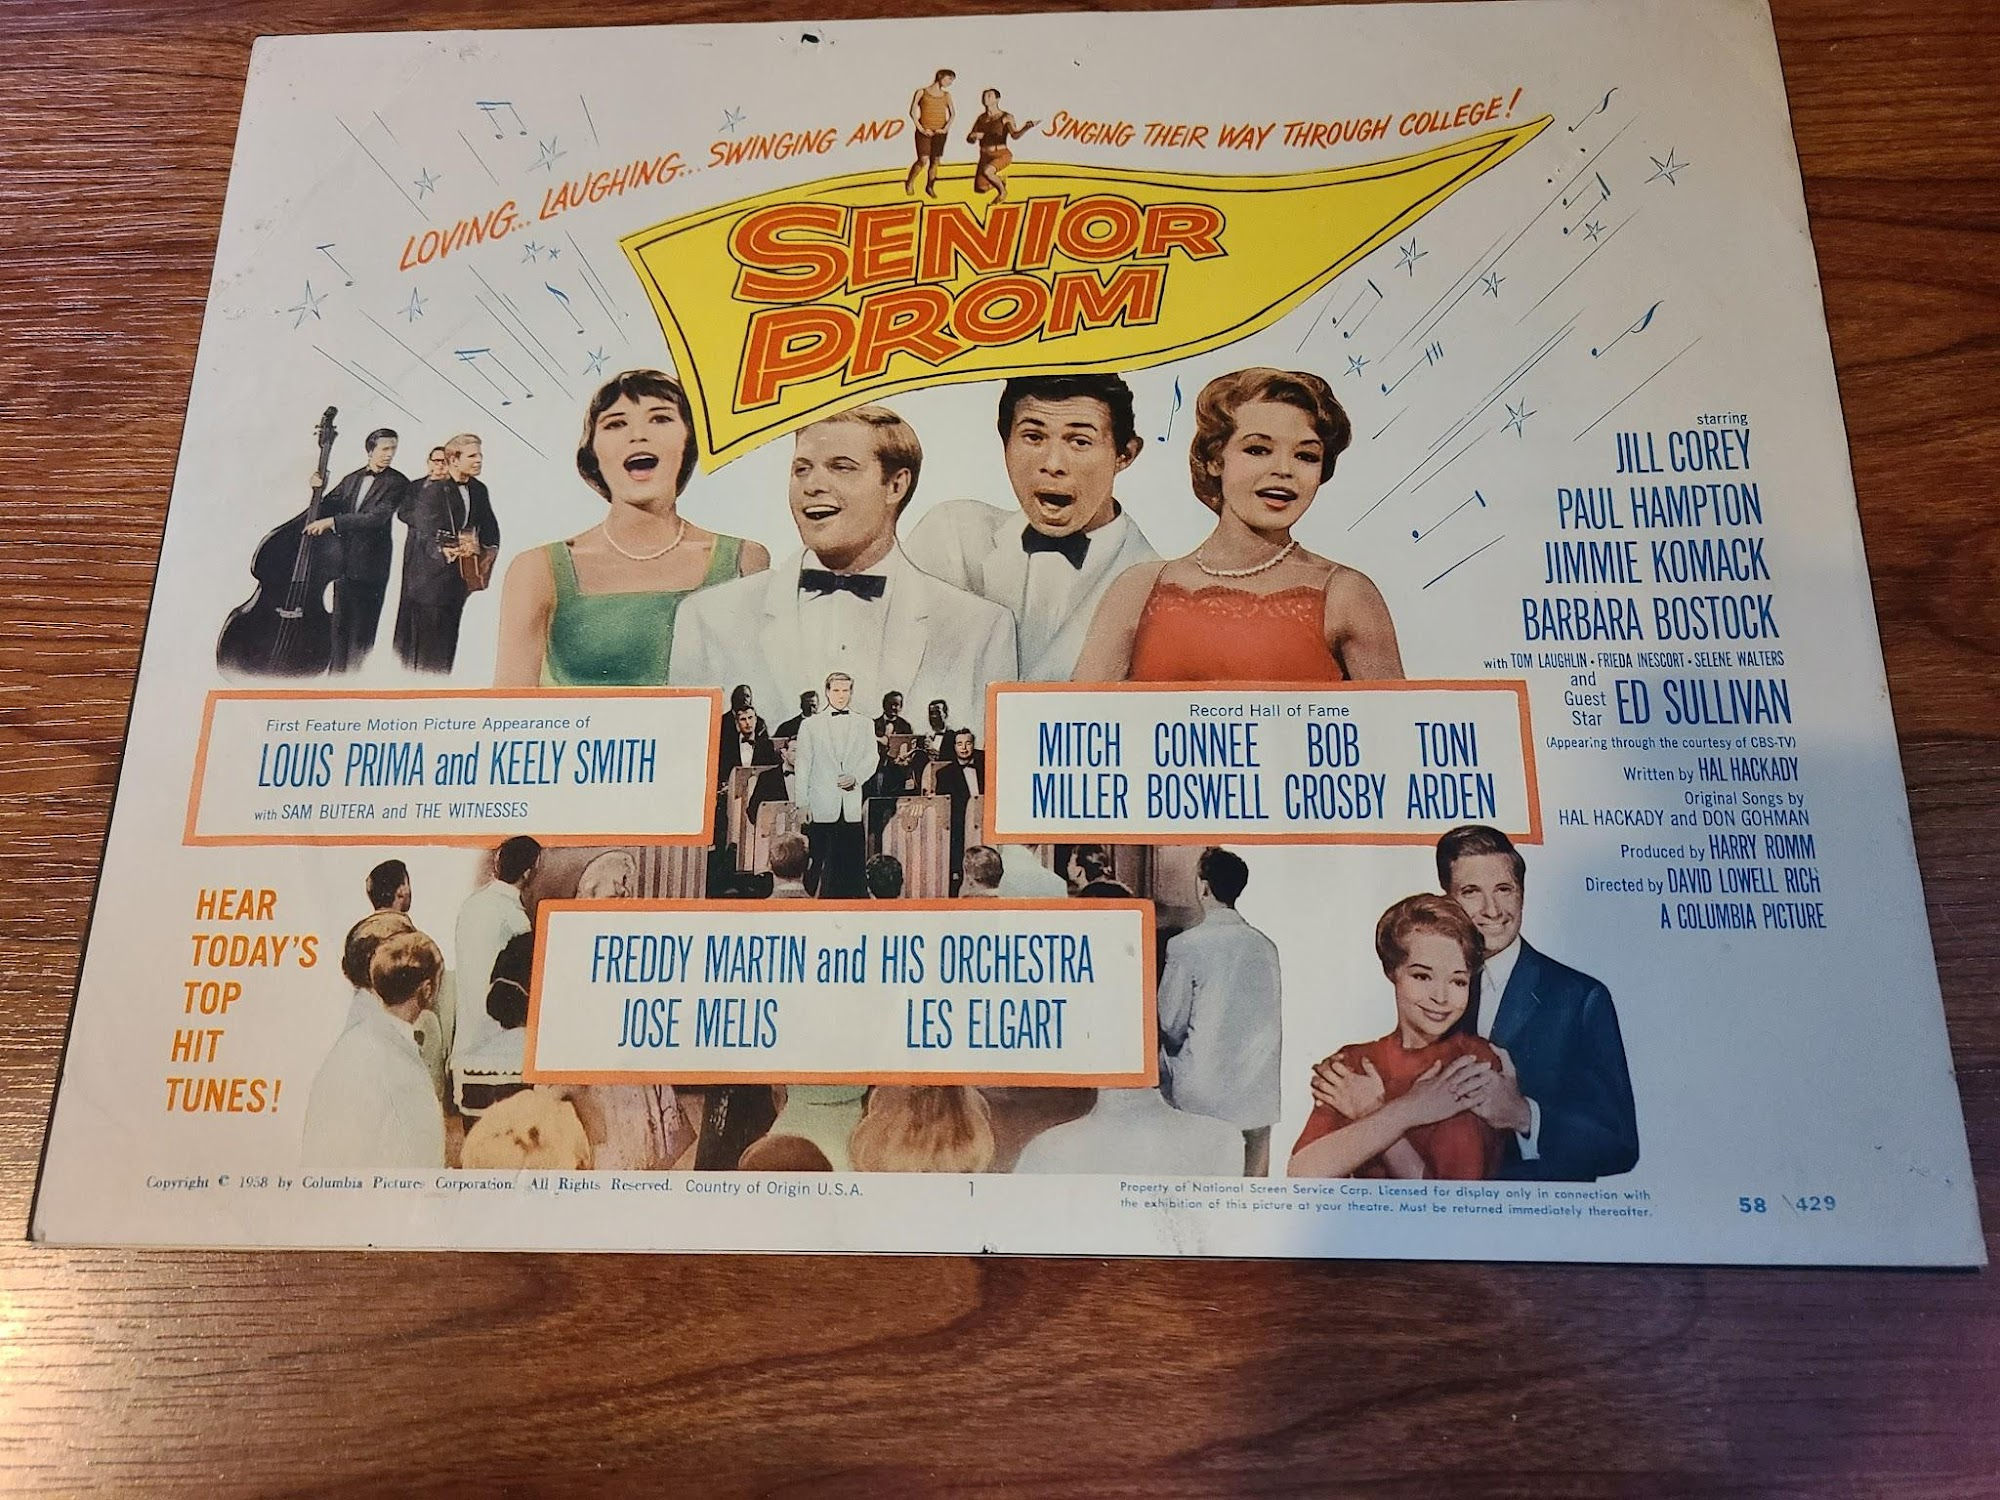 LOVING... LAUGHING... SWINGING AND SINGING THEIR WAY THROUGH COLLEGE!
SENIOR
PROM
starring
JILL COREY
PAUL HAMPTON
JIMMIE KOMACK
BARBARA BOSTOCK
with TOM LAUGHLIN • FRIEDA INESCORT • SELENE WALTERS
and
Guest
Star ED SULLIVAN
(Appearing through the courtesy of CBS-TV)
Written by HAL HACKADY
Original Songs by
HAL HACKADY and DON GOHMAN
Produced by HARRY ROMM
Directed by DAVID LOWELL RICH
A COLUMBIA PICTURE
First Feature Motion Picture Appearance of
LOUIS PRIMA and KEELY SMITH
with SAM BUTERA and THE WITNESSES
Record Hall of Fame
MITCH CONNEE BOB TONI
MILLER BOSWELL CROSBY ARDEN
HEAR
TODAY'S
TOP
HIT
TUNES!
FREDDY MARTIN and HIS ORCHESTRA
JOSE MELIS LES ELGART
Copyright © 1958 by Columbia Pictures Corporation. All Rights Reserved. Country of Origin U.S.A.
1
Property of National Screen Service Corp. Licensed for display only in connection with
the exhibition of this picture at your theatre. Must be returned immediately thereafter.
58 429